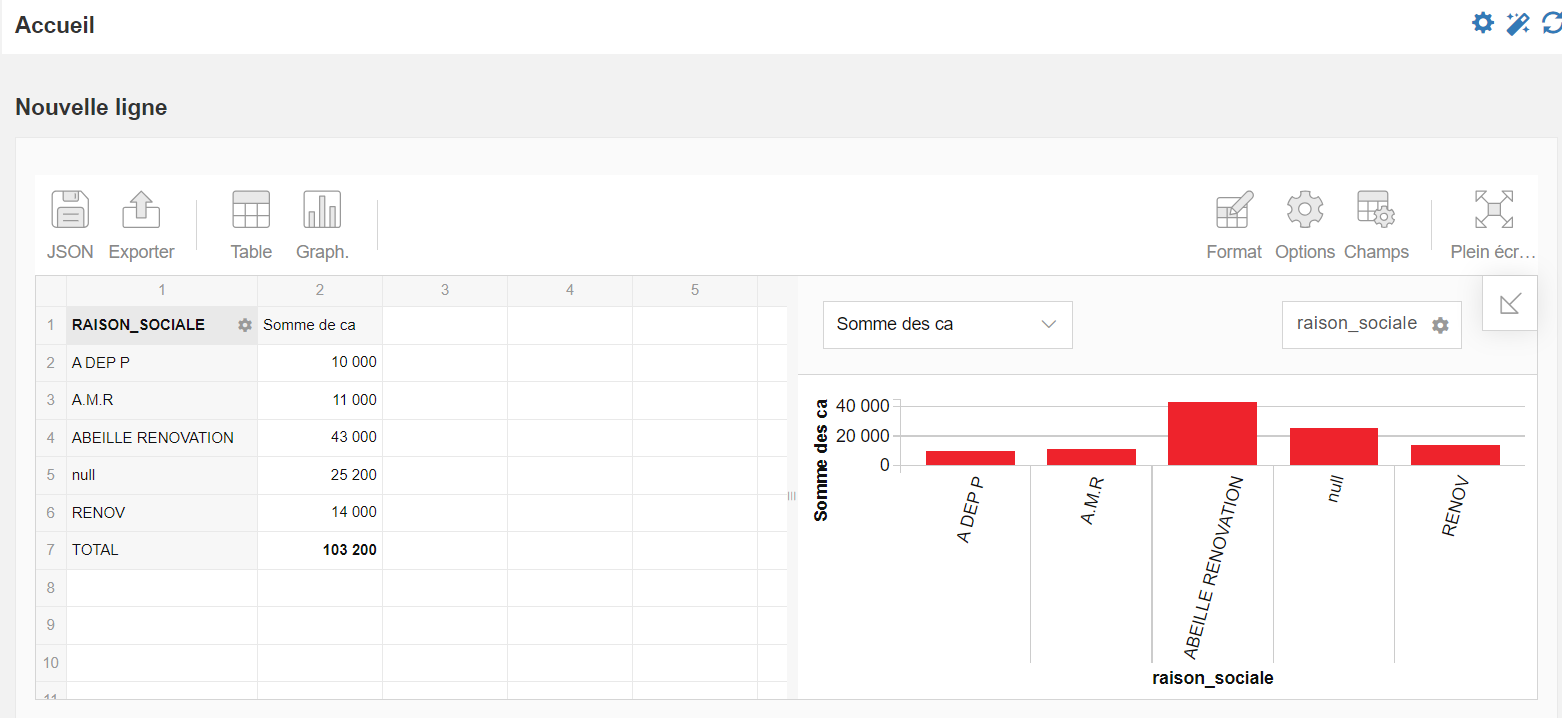 Accueil
Nouvelle ligne
JSON Exporter Table Graph. Format Options Champs Plein écr...
1 2 3 4 5
1 RAISON_SOCIALE Somme de ca
2 A DEP P 10 000
3 A.M.R 11 000
4 ABEILLE RENOVATION 43 000
5 null 25 200
6 RENOV 14 000
7 TOTAL 103 200
8
9
10
11
Somme des ca raison_sociale
Somme des ca
40 000
20 000
0
A DEP P A.M.R ABEILLE RENOVATION null RENOV
raison_sociale